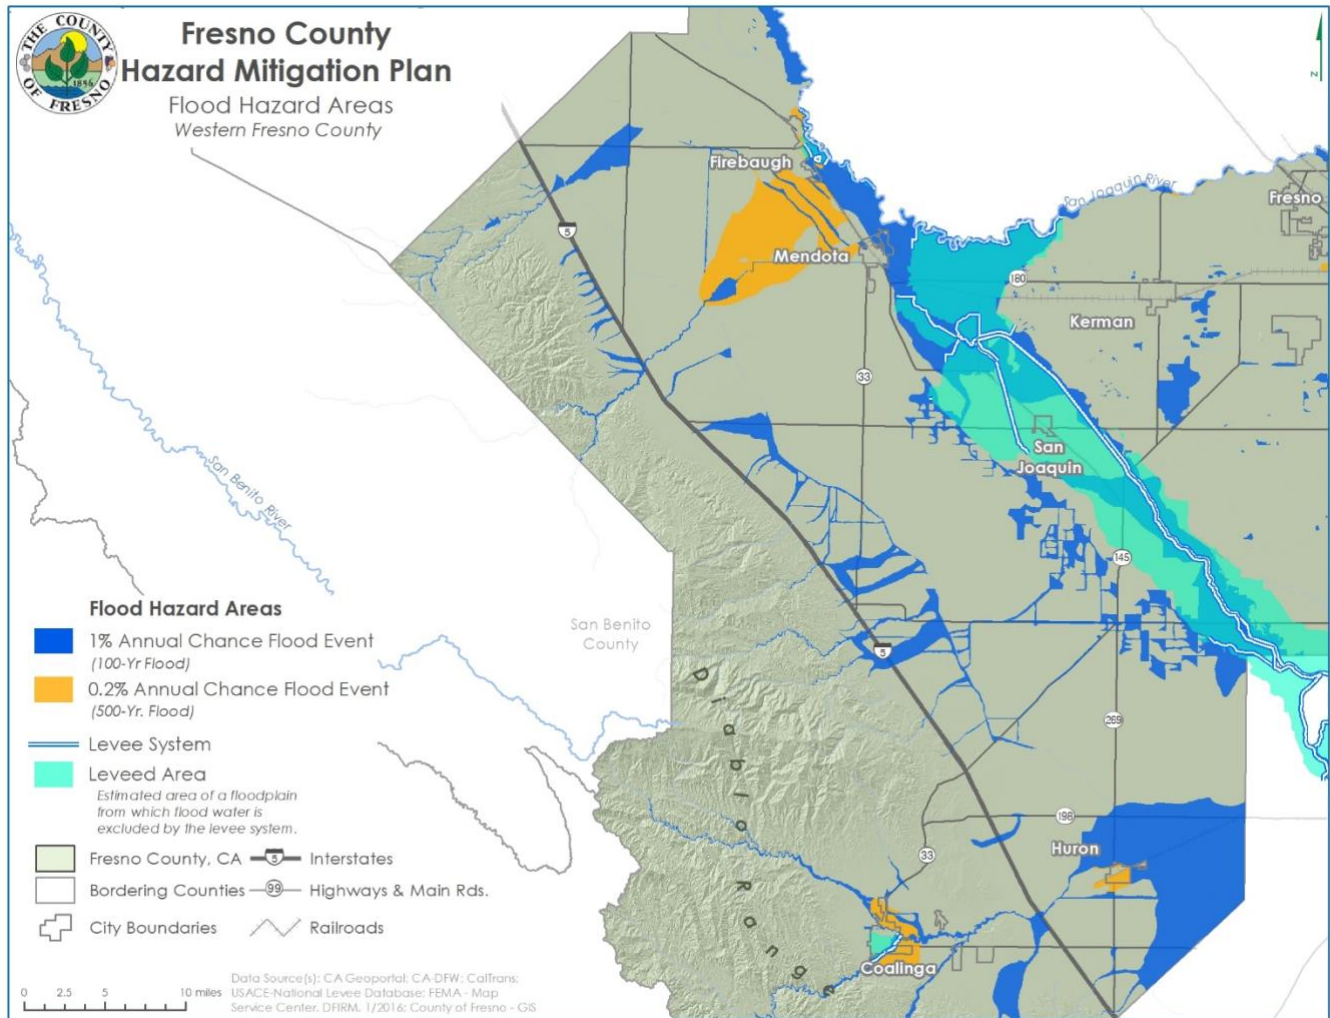 THE COUNTY
OF FRESNO
1856
Fresno County
Hazard Mitigation Plan
Flood Hazard Areas
Western Fresno County
N
Firebaugh
San Joaquin River
Fresno
5
Mendota
180
Kerman
33
San
Joaquin
San Benito River
145
San Benito
County
5
Diablo Range
269
198
Huron
33
Coalinga
Flood Hazard Areas
1% Annual Chance Flood Event
(100-Yr Flood)
0.2% Annual Chance Flood Event
(500-Yr. Flood)
Levee System
Leveed Area
Estimated area of a floodplain
from which flood water is
excluded by the levee system.
Fresno County, CA 5 Interstates
Bordering Counties 99 Highways & Main Rds.
City Boundaries Railroads
0 2.5 5 10 miles
Data Source(s): CA Geoportal; CA-DFW; CalTrans;
USACE-National Levee Database; FEMA - Map
Service Center, DFIRM, 1/2016; County of Fresno - GIS